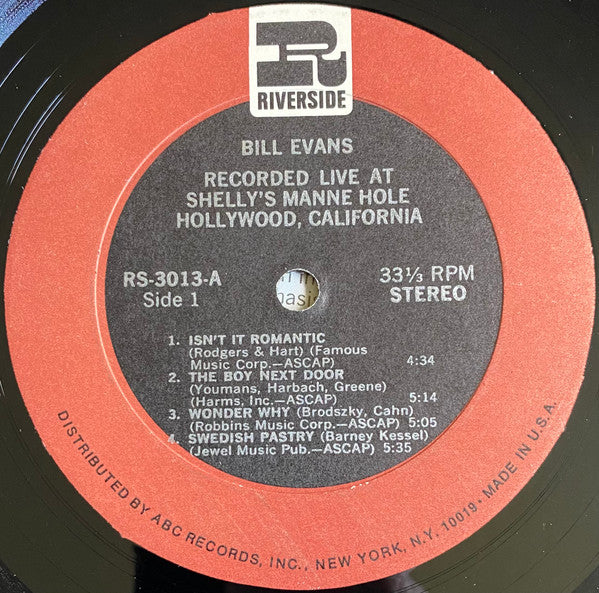 R
RIVERSIDE
BILL EVANS
RECORDED LIVE AT
SHELLY'S MANNE HOLE
HOLLYWOOD, CALIFORNIA
RS-3013-A
Side 1
33⅓ RPM
STEREO
1. ISN'T IT ROMANTIC
(Rodgers & Hart) (Famous
Music Corp.—ASCAP) 4:34
2. THE BOY NEXT DOOR
(Youmans, Harbach, Greene)
(Harms, Inc.—ASCAP) 5:14
3. WONDER WHY (Brodszky, Cahn)
(Robbins Music Corp.—ASCAP) 5:05
4. SWEDISH PASTRY (Barney Kessel)
(Jewel Music Pub.—ASCAP) 5:35
DISTRIBUTED BY ABC RECORDS, INC., NEW YORK, N.Y. 10019 • MADE IN U.S.A.